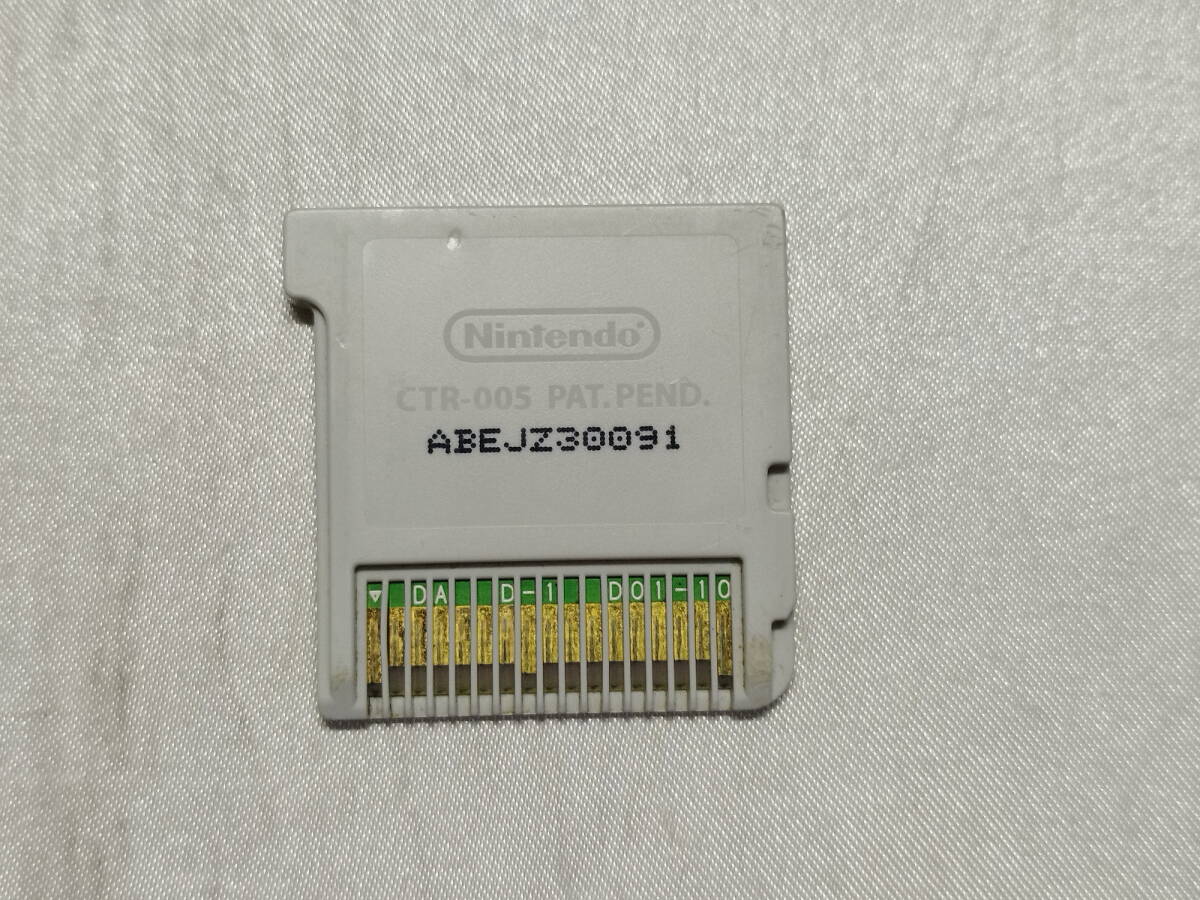 Nintendo®
CTR-005 PAT.PEND.
ABEJZ30091
DA D-1 D01-10